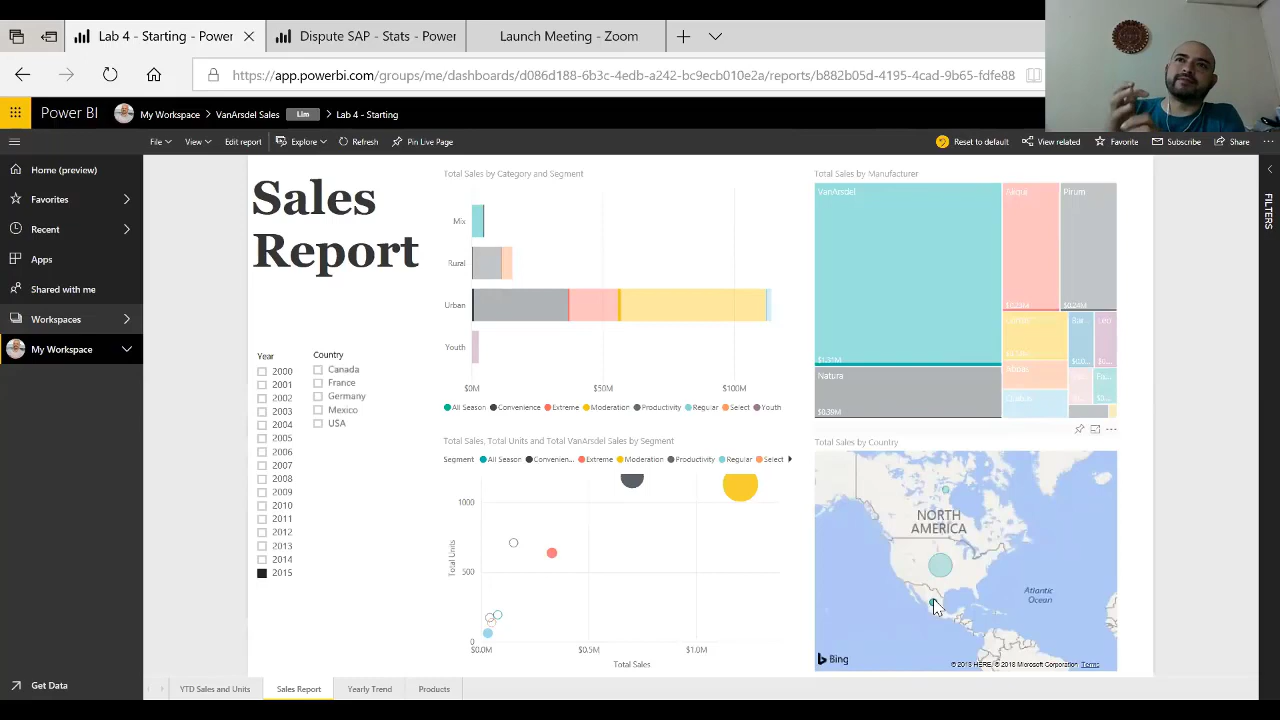 Lab 4 - Starting - Power
Dispute SAP - Stats - Power
Launch Meeting - Zoom
https://app.powerbi.com/groups/me/dashboards/d086d188-6b3c-4edb-a242-bc9ecb010e2a/reports/b882b05d-4195-4cad-9b65-fdfe88
Power BI
My Workspace > VanArsdel Sales
> Lab 4 - Starting
File
View
Edit report
Explore
Refresh
Pin Live Page
Reset to default
View related
Favorite
Subscribe
Share
Home (preview)
Favorites
Recent
Apps
Shared with me
Workspaces
My Workspace
Get Data
FILTERS
Sales
Report
Year
2000
2001
2002
2003
2004
2005
2006
2007
2008
2009
2010
2011
2012
2013
2014
2015
Country
Canada
France
Germany
Mexico
USA
Total Sales by Category and Segment
Mix
Rural
Urban
Youth
$0M $50M $100M
All Season Convenience Extreme Moderation Productivity Regular Select Youth
Total Sales by Manufacturer
VanArsdel
$1.31M
Natura
$0.39M
Pirum
$0.24M
Total Sales, Total Units and Total VanArsdel Sales by Segment
Segment All Season Convenien... Extreme Moderation Productivity Regular Select
Total Units
1000
500
0
$0.0M $0.5M $1.0M
Total Sales
Total Sales by Country
NORTH
AMERICA
Atlantic
Ocean
Bing
© 2018 HERE, © 2018 Microsoft Corporation Terms
YTD Sales and Units
Sales Report
Yearly Trend
Products